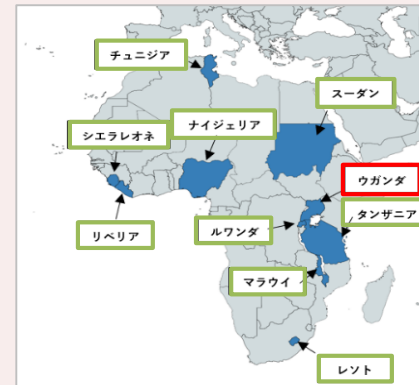 チュニジア
スーダン
シエラレオネ
ナイジェリア
ウガンダ
リベリア
ルワンダ
タンザニア
マラウイ
レソト